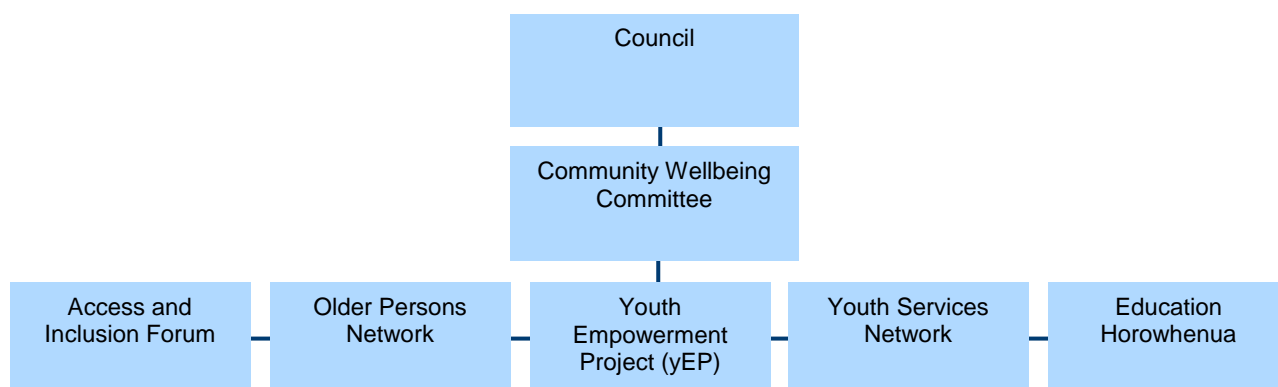 Council
Community Wellbeing
Committee
Access and
Inclusion Forum
Older Persons
Network
Youth
Empowerment
Project (yEP)
Youth Services
Network
Education
Horowhenua